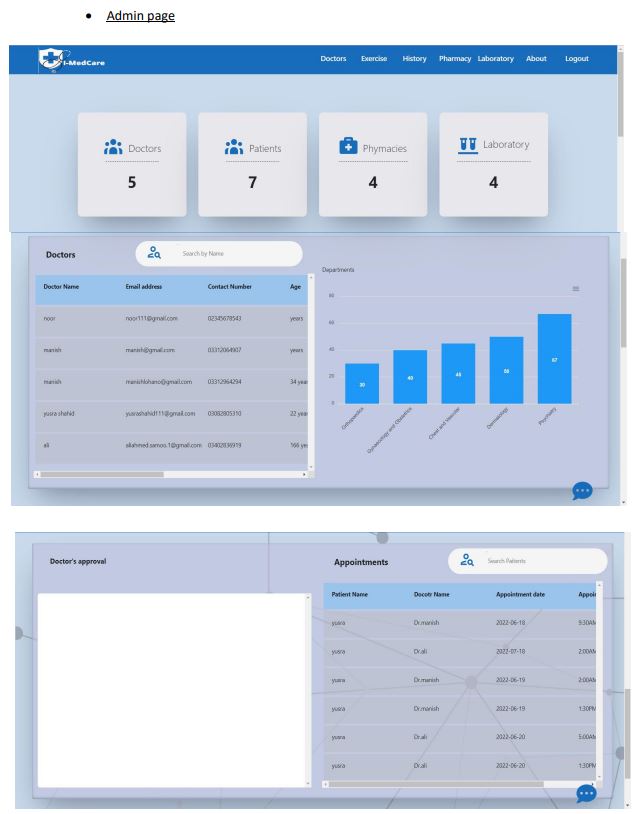 Admin page
I-MedCare
Doctors Exercise History Pharmacy Laboratory About Logout
Doctors Patients Phymacies Laboratory
5 7 4 4
Doctors Search by Name
Departments
Doctor Name Email address Contact Number Age
noor noor111@gmail.com 02345678543 years
manish manish@gmail.com 03312064907 years
manish manishlohano@gmail.com 03312964294 34 year
yusra shahid yusrashahid111@gmail.com 03082805310 22 year
ali aliahmed.samoo.1@gmail.com 03402836919 166 ye
80
60
40
20
0
30 40 45 50 67
Orthopaedics Gynaecology and Obstetrics Chest and Vascular Dermatology Psychiatry
Doctor's approval
Appointments Search Patients
Patient Name Docotr Name Appointment date Appoin
yusra Dr.manish 2022-06-18 9:30AM
yusra Dr.ali 2022-07-18 2:00AM
yusra Dr.manish 2022-06-19 2:00AM
yusra Dr.manish 2022-06-19 1:30PM
yusra Dr.ali 2022-06-20 5:00AM
yusra Dr.ali 2022-06-20 1:30PM